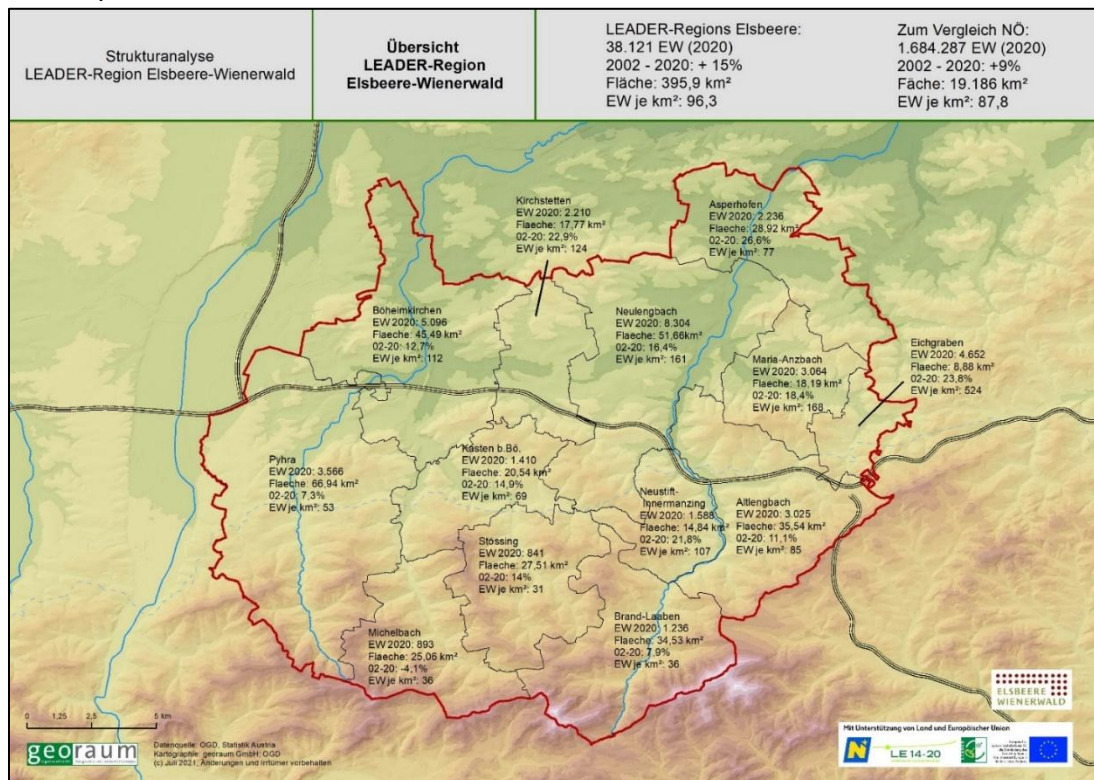 Strukturanalyse
LEADER-Region Elsbeere-Wienerwald
Übersicht
LEADER-Region
Elsbeere-Wienerwald
LEADER-Regions Elsbeere:
38.121 EW (2020)
2002 - 2020: + 15%
Fläche: 395,9 km²
EW je km²: 96,3
Zum Vergleich NÖ:
1.684.287 EW (2020)
2002 - 2020: +9%
Fäche: 19.186 km²
EW je km²: 87,8
Kirchstetten
EW 2020: 2.210
Flaeche: 17,77 km²
02-20: 22,9%
EW je km²: 124
Asperhofen
EW 2020: 2.236
Flaeche: 28,92 km²
02-20: 26,6%
EW je km²: 77
Böheimkirchen
EW 2020: 5.096
Flaeche: 45,49 km²
02-20: 12,7%
EW je km²: 112
Neulengbach
EW 2020: 8.304
Flaeche: 51,66 km²
02-20: 16,4%
EW je km²: 161
Maria-Anzbach
EW 2020: 3.064
Flaeche: 18,19 km²
02-20: 18,4%
EW je km²: 168
Eichgraben
EW 2020: 4.652
Flaeche: 8,88 km²
02-20: 23,8%
EW je km²: 524
Pyhra
EW 2020: 3.566
Flaeche: 66,94 km²
02-20: 7,3%
EW je km²: 53
Kasten b.Bö.
EW 2020: 1.410
Flaeche: 20,54 km²
02-20: 14,9%
EW je km²: 69
Neustift-
Innermanzing
EW 2020: 1.588
Flaeche: 14,84 km²
02-20: 21,8%
EW je km²: 107
Altlengbach
EW 2020: 3.025
Flaeche: 35,54 km²
02-20: 11,1%
EW je km²: 85
Stössing
EW 2020: 841
Flaeche: 27,51 km²
02-20: 14%
EW je km²: 31
Michelbach
EW 2020: 893
Flaeche: 25,06 km²
02-20: -4,1%
EW je km²: 36
Brand-Laaben
EW 2020: 1.236
Flaeche: 34,53 km²
02-20: 7,9%
EW je km²: 36
0 1,25 2,5 5 km
georaum
Datenquelle: OGD, Statistik Austria
Kartographie: georaum GmbH; OGD
(c) Juli 2021, Änderungen und Irrtümer vorbehalten
ELSBEERE
WIENERWALD
Mit Unterstützung von Land und Europäischer Union
LE 14-20